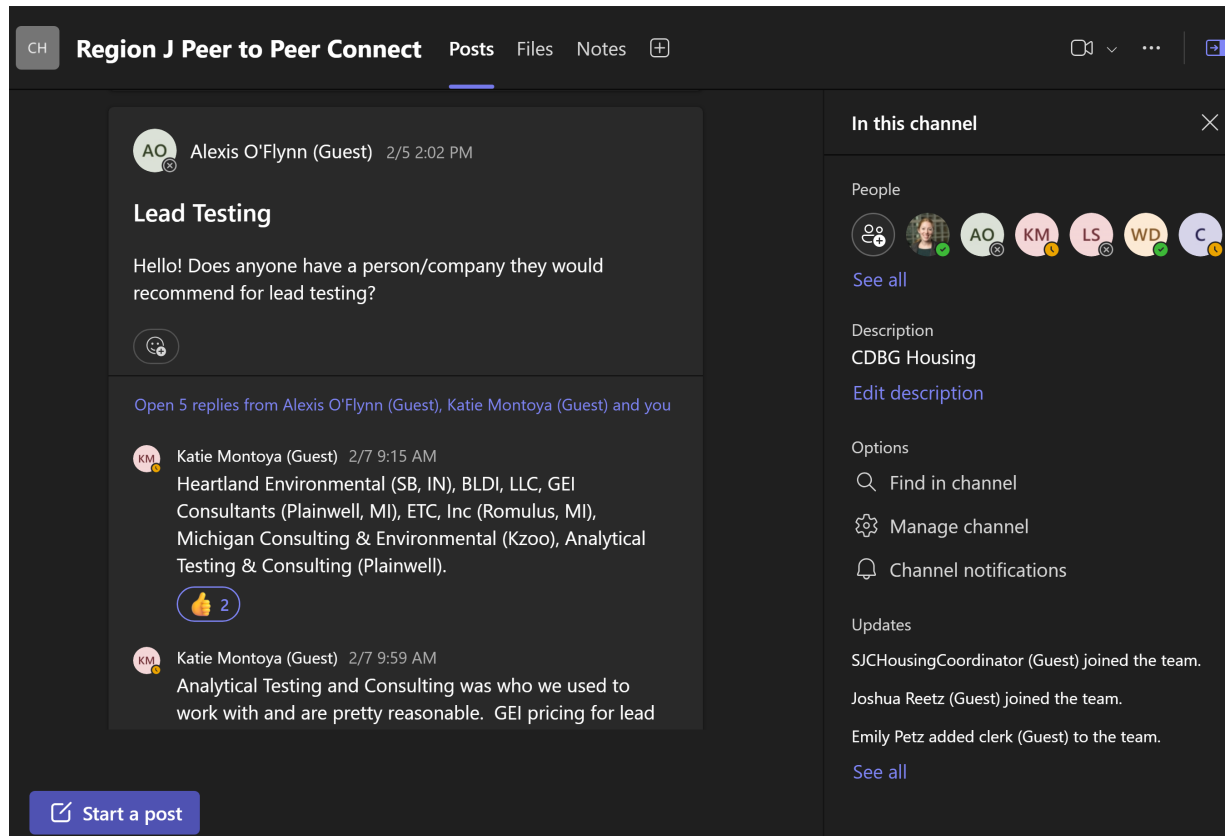 CH
Region J Peer to Peer Connect
Posts
Files
Notes
AO
Alexis O'Flynn (Guest) 2/5 2:02 PM
Lead Testing
Hello! Does anyone have a person/company they would
recommend for lead testing?
Open 5 replies from Alexis O'Flynn (Guest), Katie Montoya (Guest) and you
KM
Katie Montoya (Guest) 2/7 9:15 AM
Heartland Environmental (SB, IN), BLDI, LLC, GEI
Consultants (Plainwell, MI), ETC, Inc (Romulus, MI),
Michigan Consulting & Environmental (Kzoo), Analytical
Testing & Consulting (Plainwell).
2
KM
Katie Montoya (Guest) 2/7 9:59 AM
Analytical Testing and Consulting was who we used to
work with and are pretty reasonable. GEI pricing for lead
Start a post
In this channel
People
AO
KM
LS
WD
C
See all
Description
CDBG Housing
Edit description
Options
Find in channel
Manage channel
Channel notifications
Updates
SJCHousingCoordinator (Guest) joined the team.
Joshua Reetz (Guest) joined the team.
Emily Petz added clerk (Guest) to the team.
See all